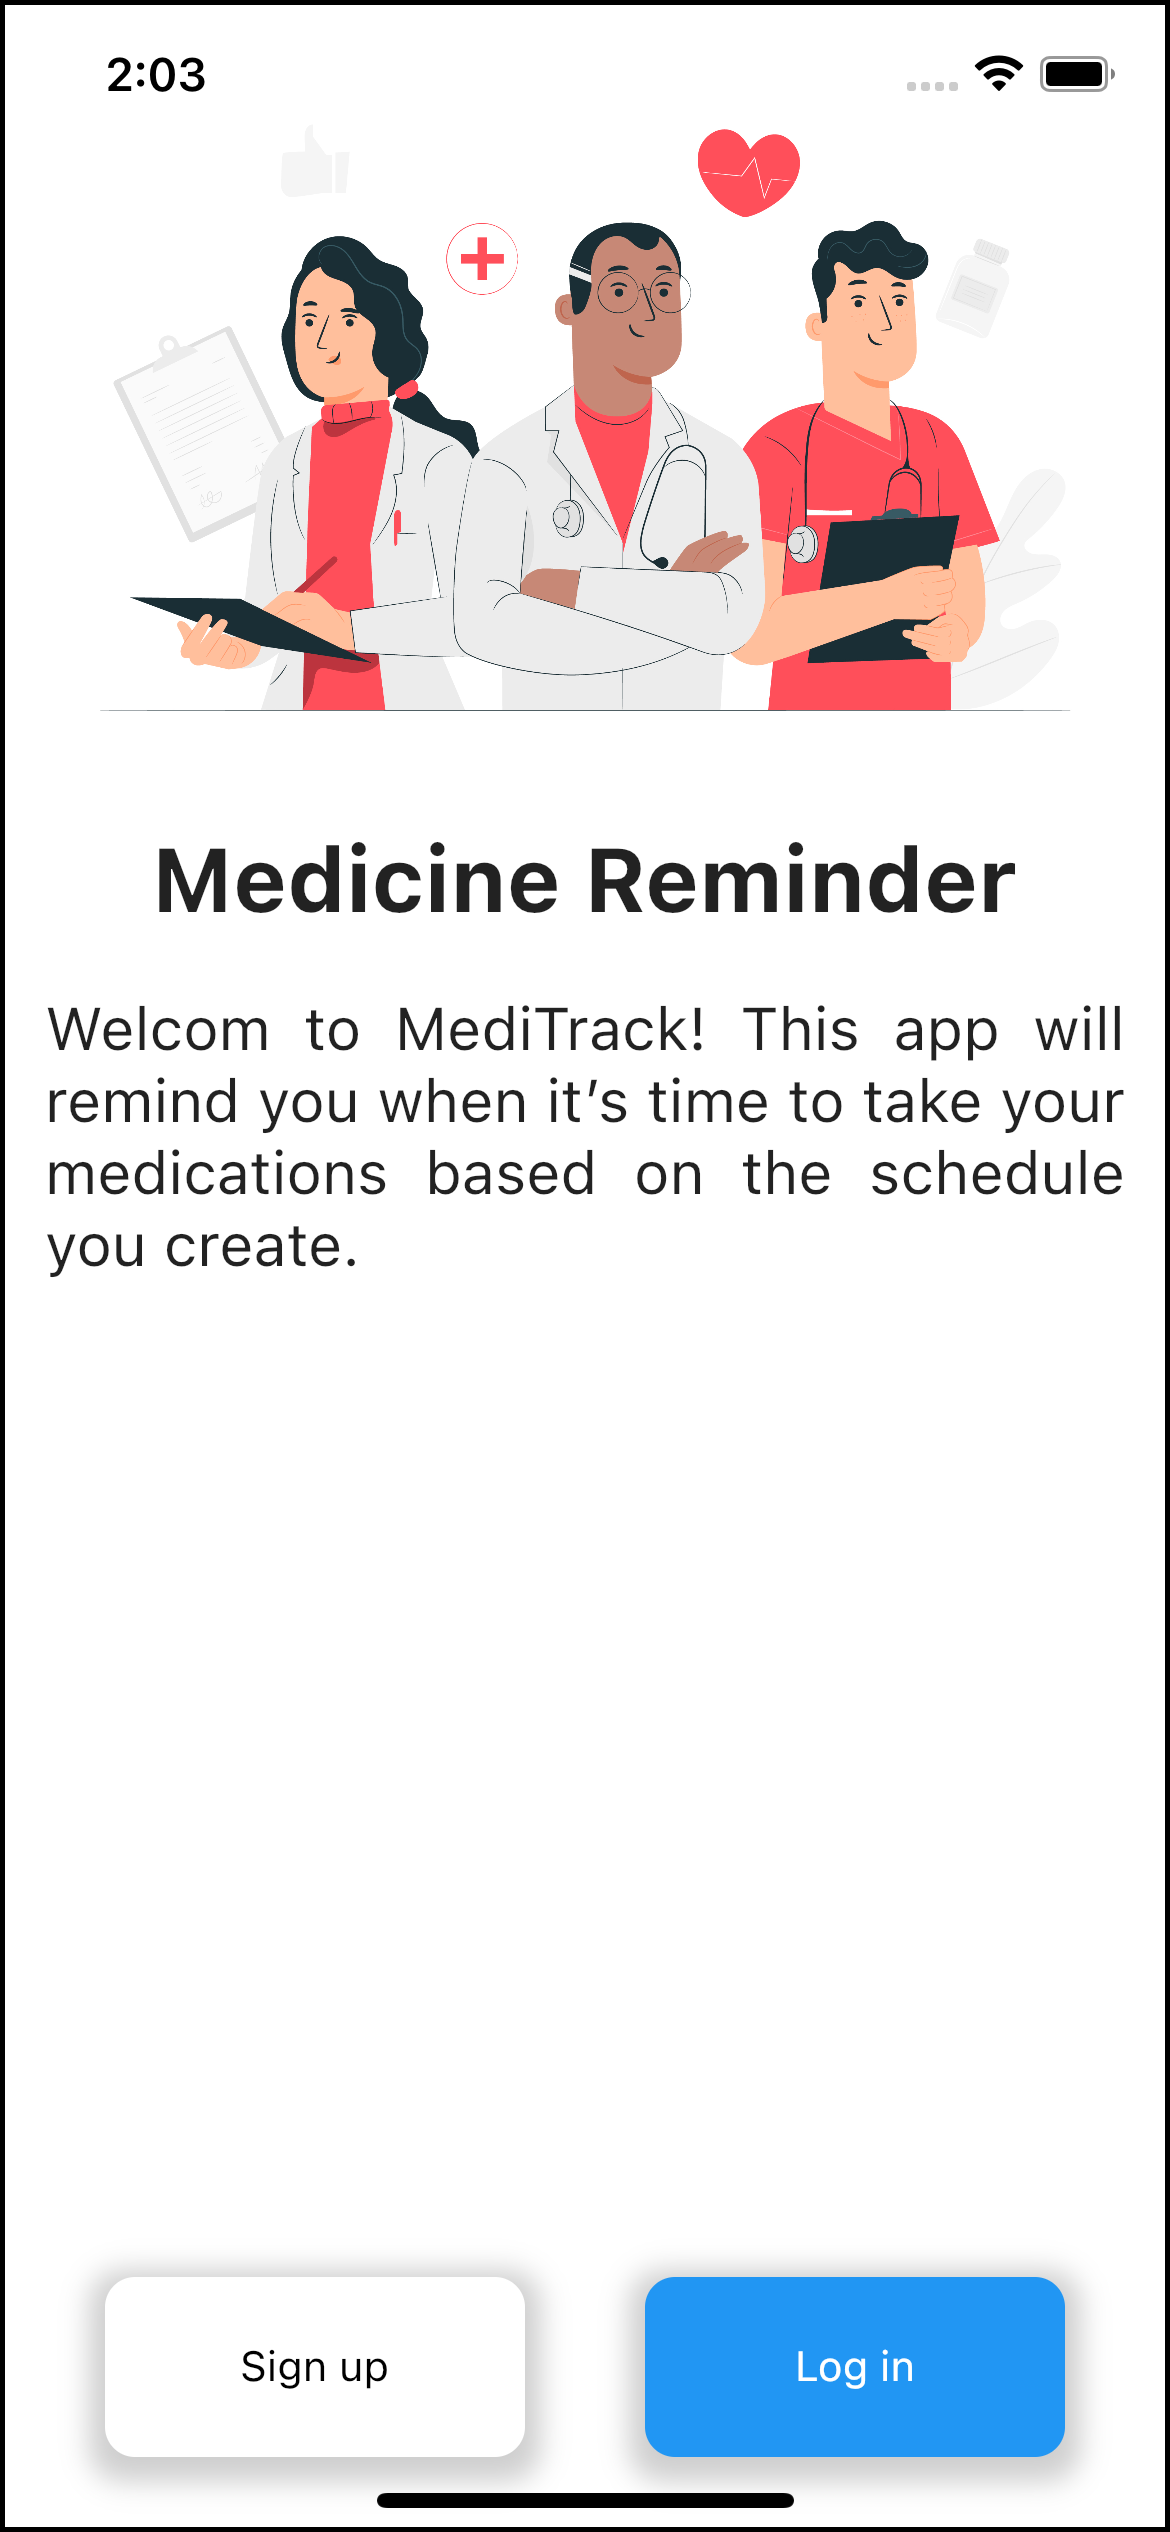 2:03
Medicine Reminder
Welcom to MediTrack! This app will
remind you when it’s time to take your
medications based on the schedule
you create.
Sign up
Log in